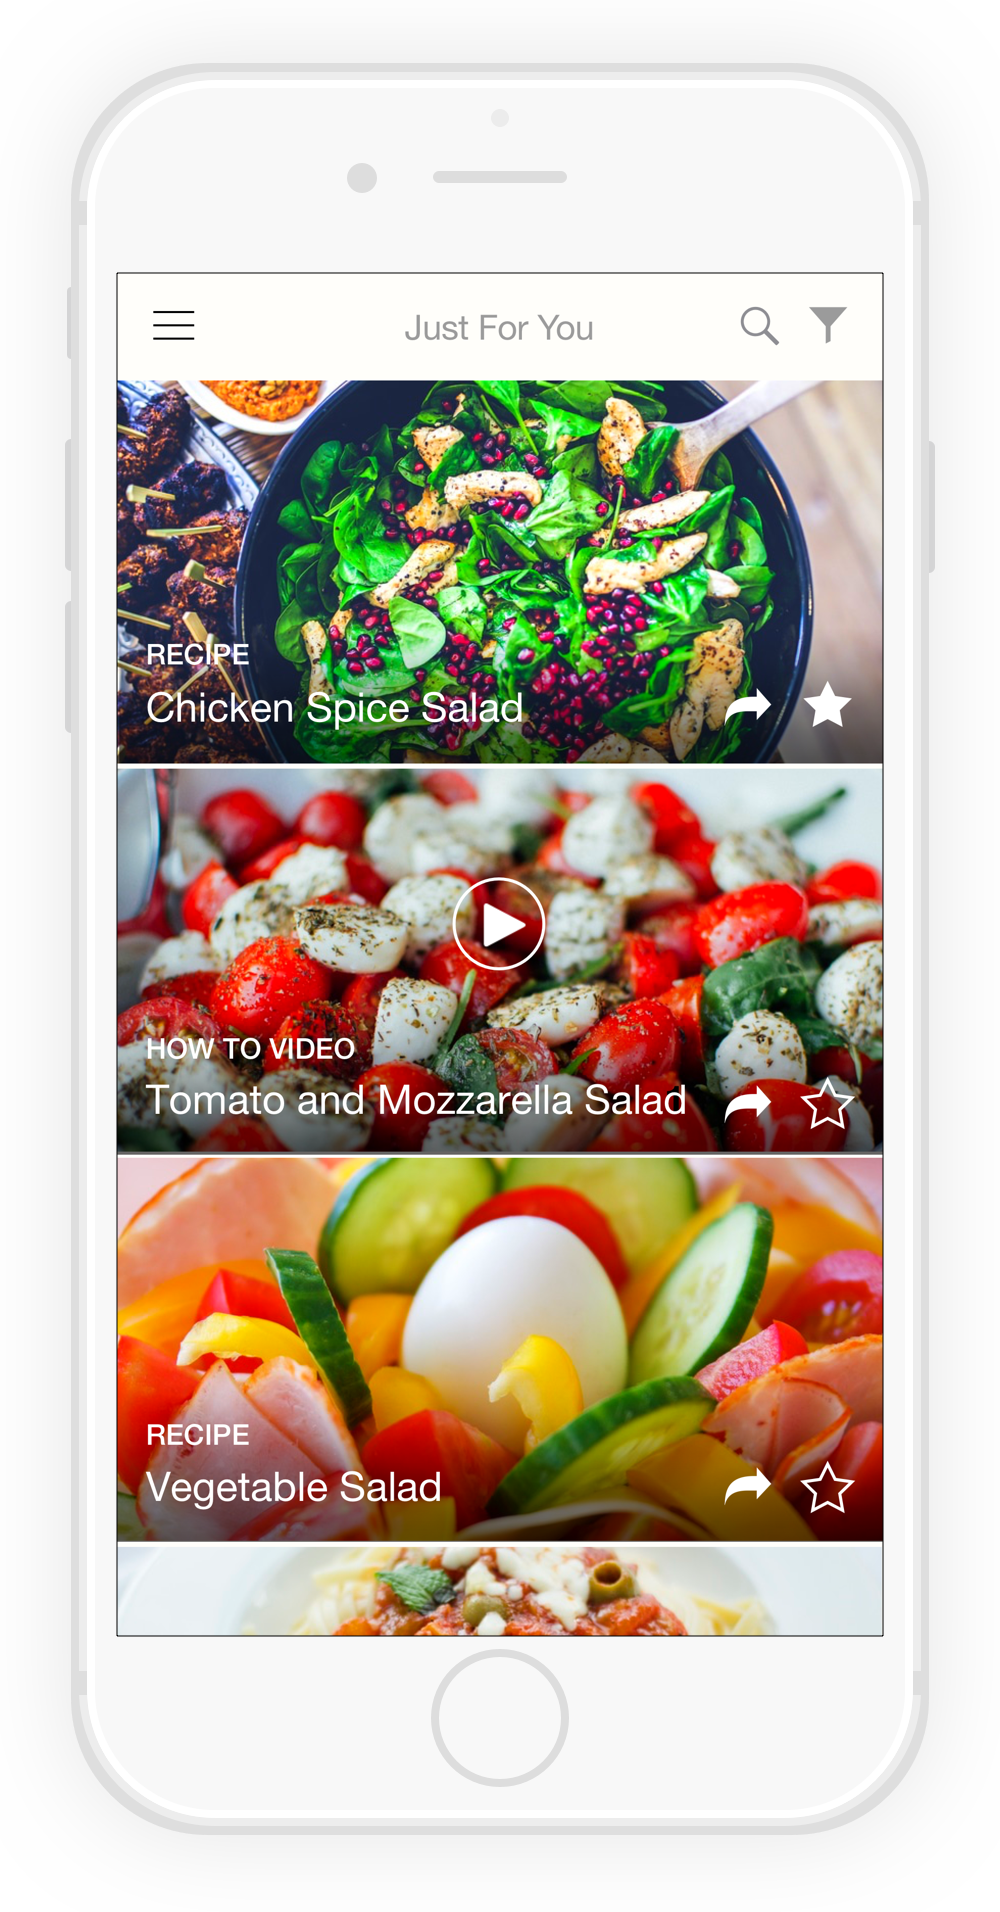 Just For You
RECIPE
Chicken Spice Salad
HOW TO VIDEO
Tomato and Mozzarella Salad
RECIPE
Vegetable Salad